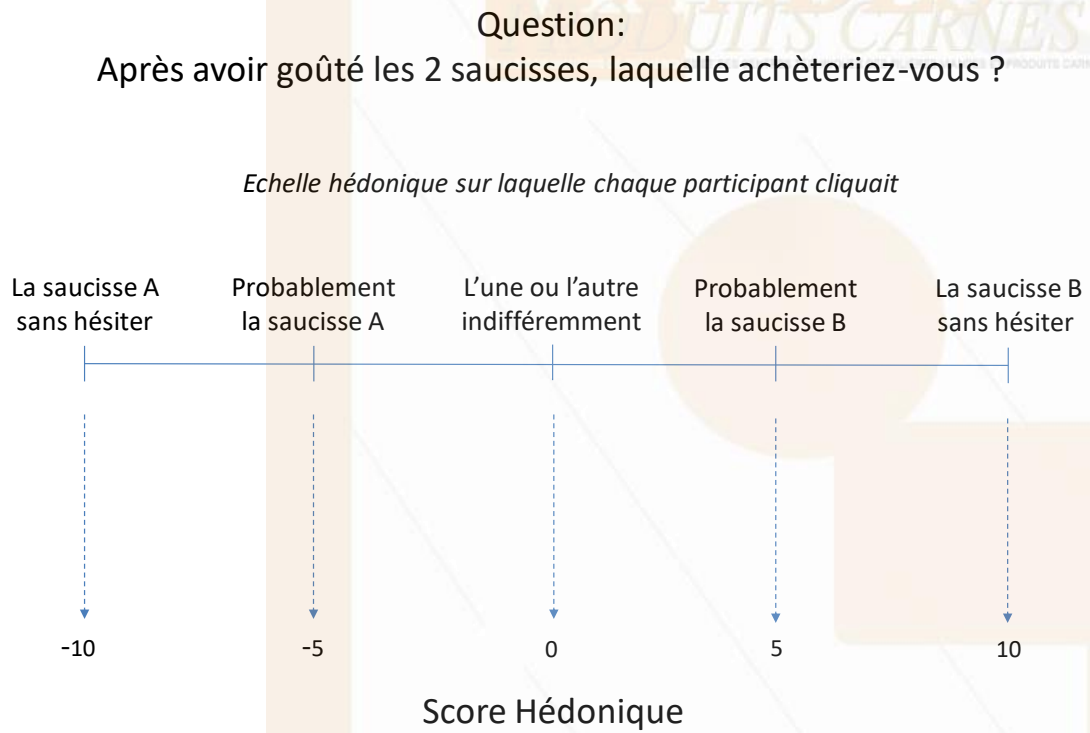 PRODUITS CARNES
Question:
Après avoir goûté les 2 saucisses, laquelle achèteriez-vous ?
Echelle hédonique sur laquelle chaque participant cliquait
La saucisse A
sans hésiter
Probablement
la saucisse A
L’une ou l’autre
indifféremment
Probablement
la saucisse B
La saucisse B
sans hésiter
-10
-5
0
5
10
Score Hédonique